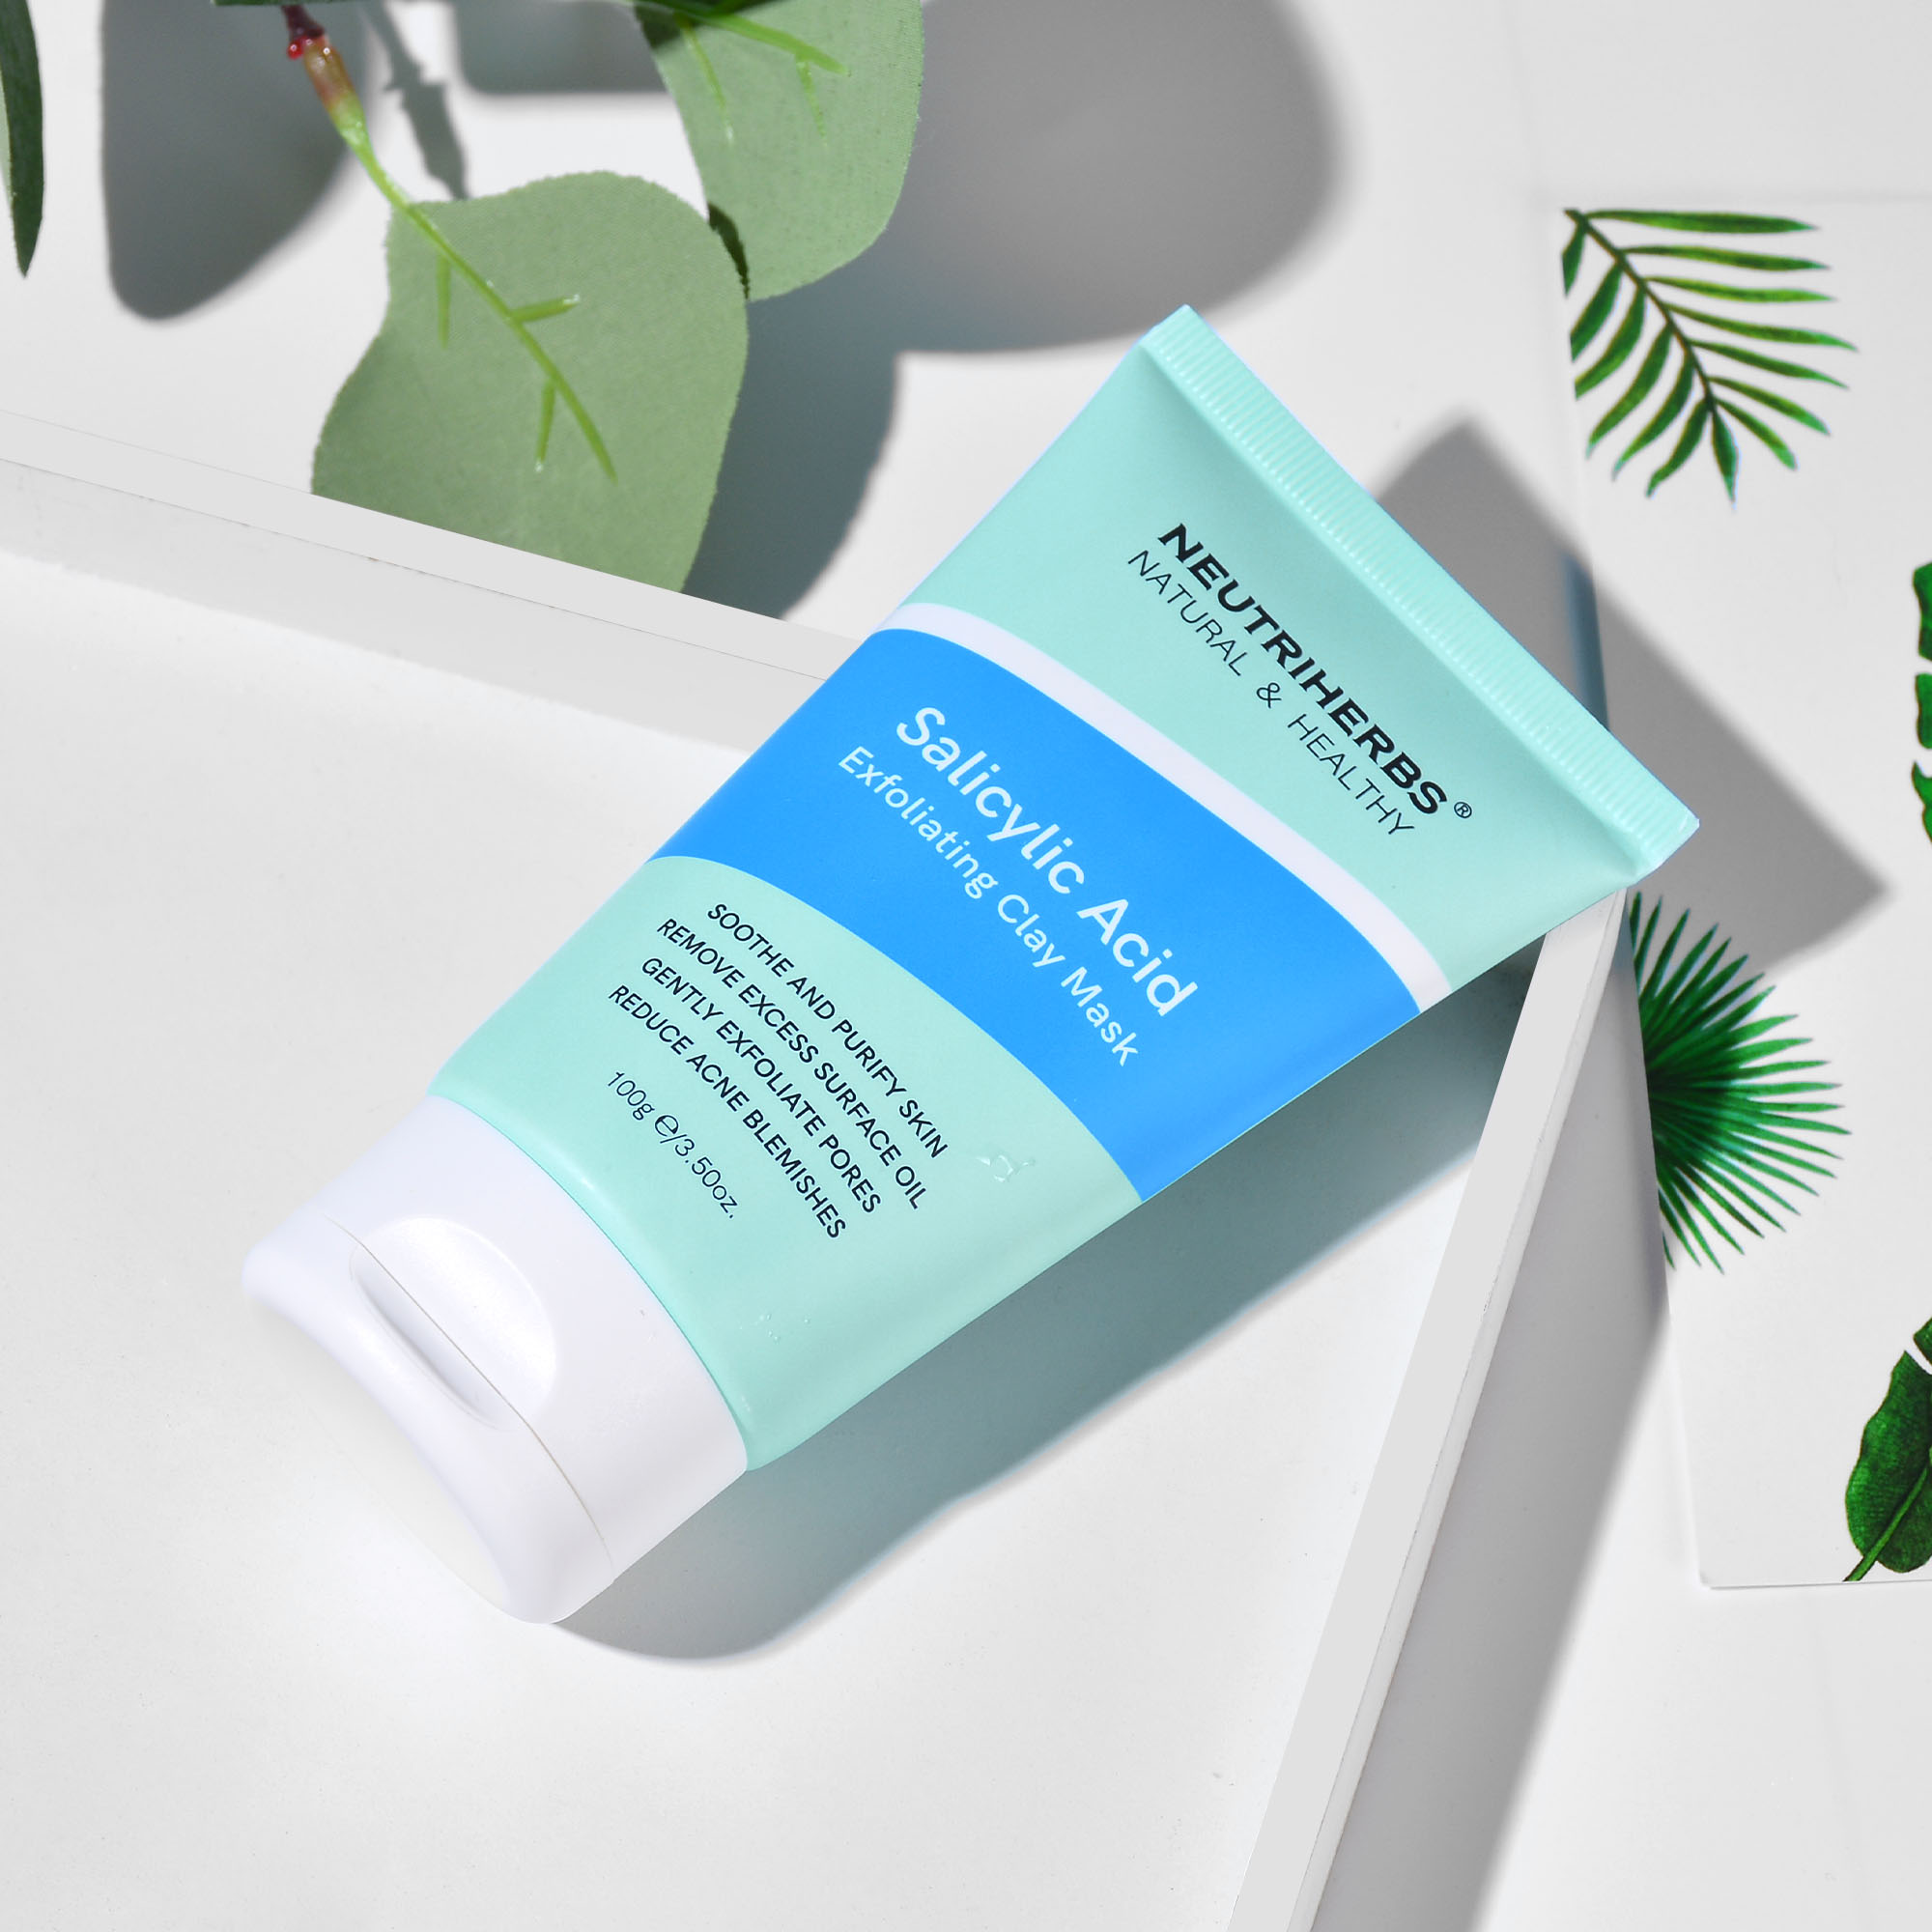 NEUTRIHERBS®
NATURAL & HEALTHY
Salicylic Acid
Exfoliating Clay Mask
SOOTHE AND PURIFY SKIN
REMOVE EXCESS SURFACE OIL
GENTLY EXFOLIATE PORES
REDUCE ACNE BLEMISHES
100g ℮/3.50oz.